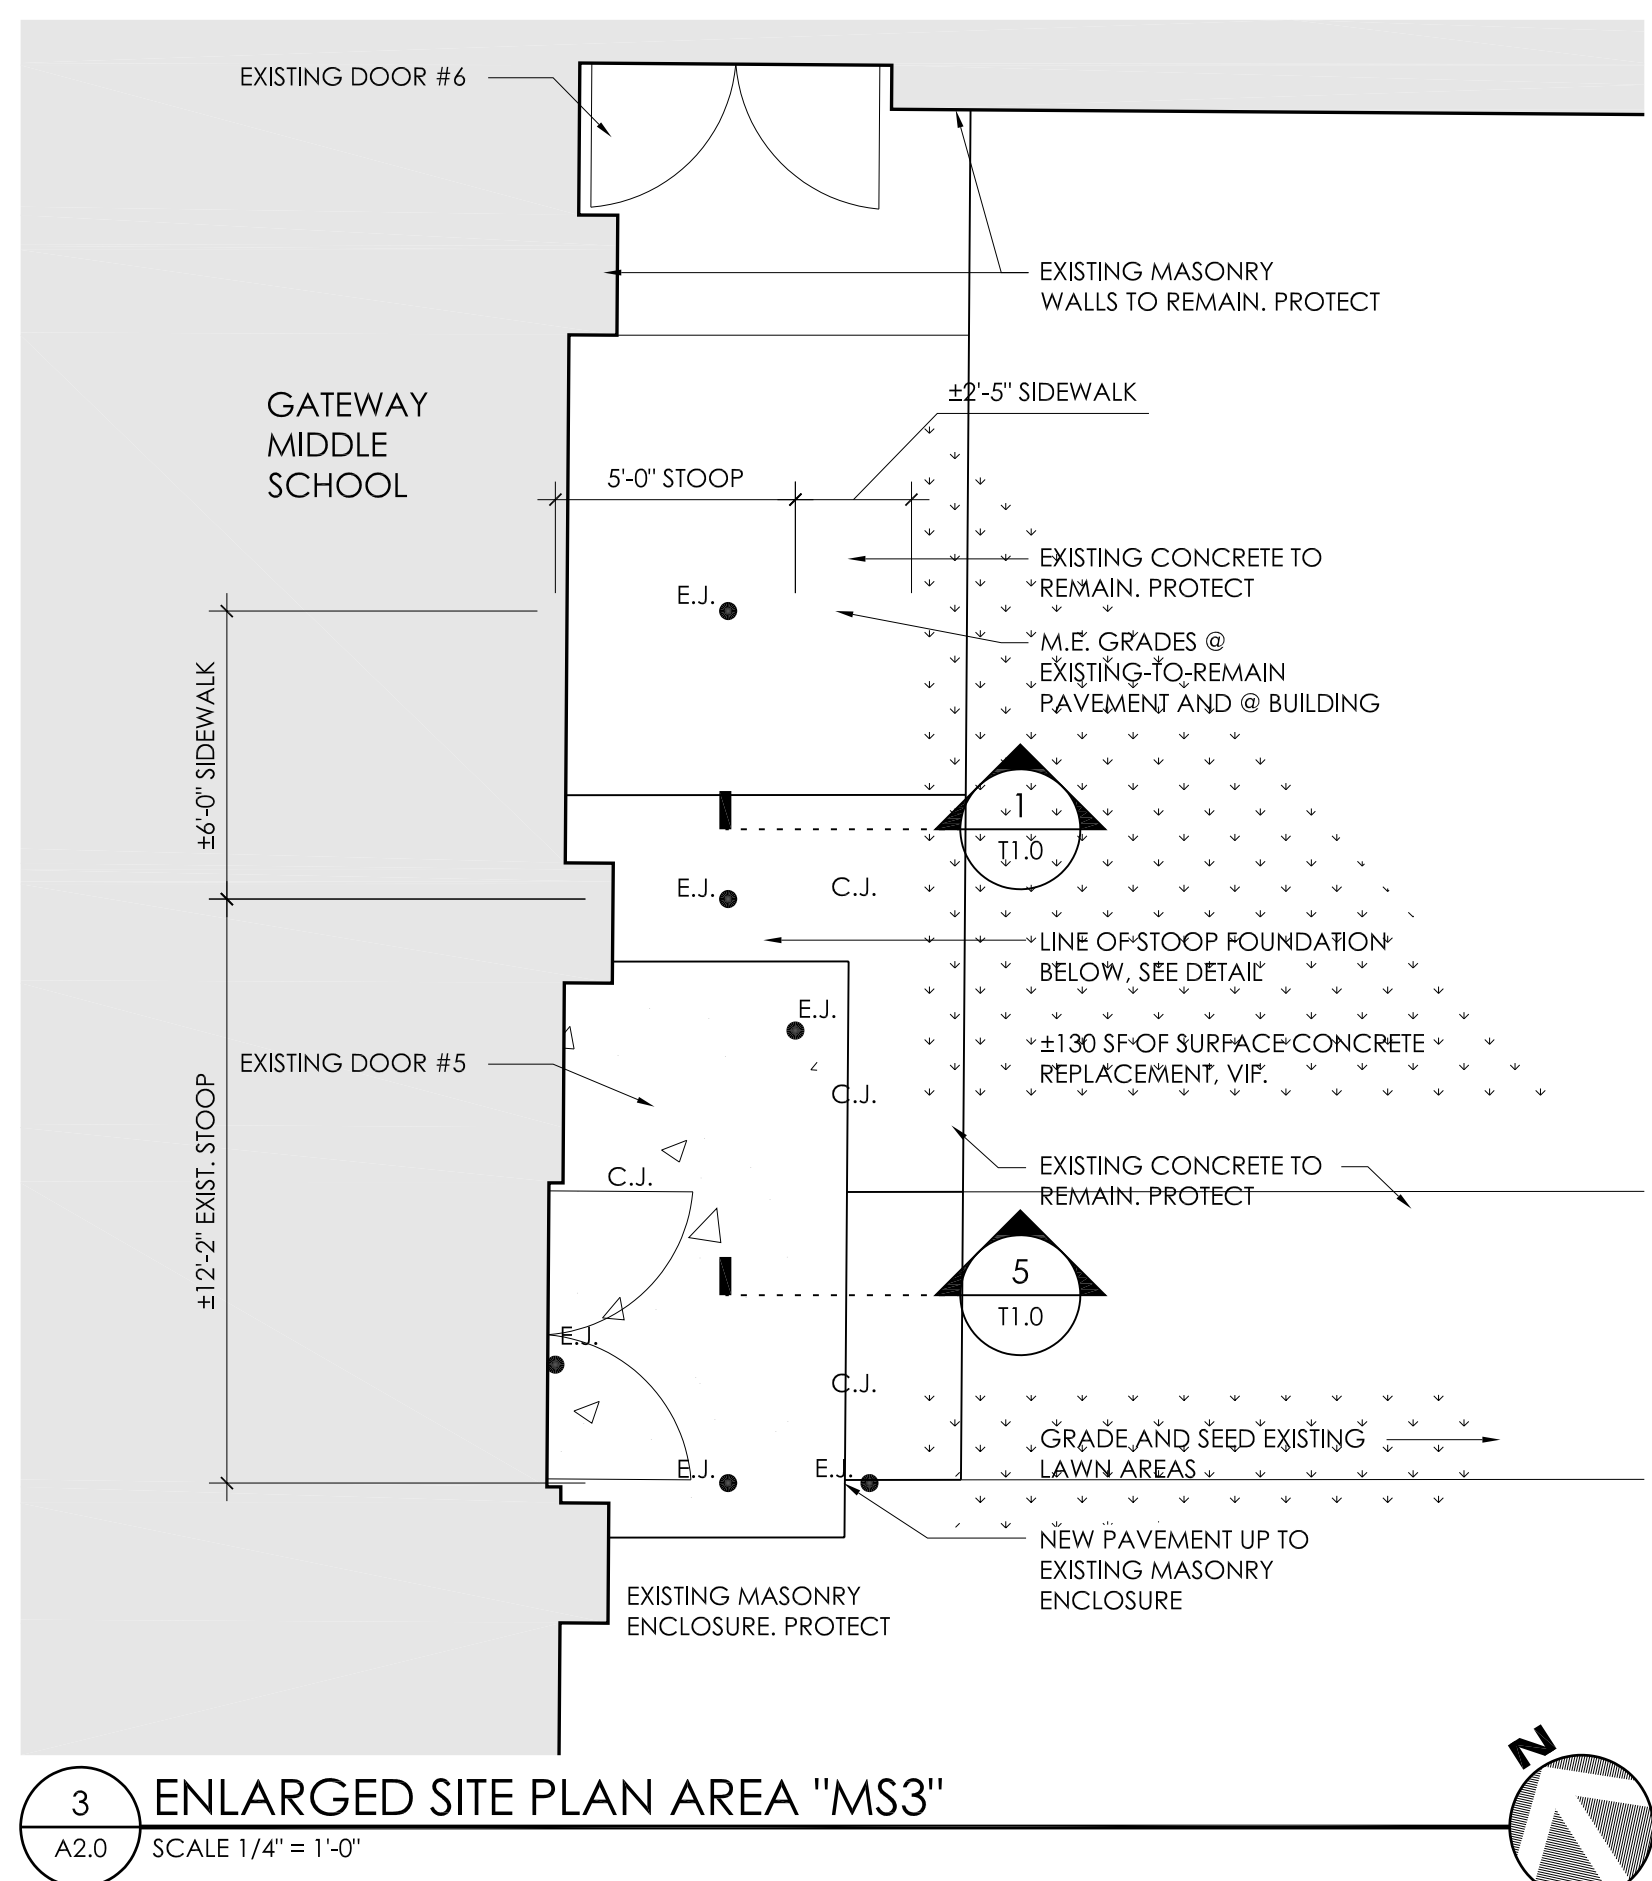 EXISTING DOOR #6
EXISTING MASONRY
WALLS TO REMAIN. PROTECT
GATEWAY
MIDDLE
SCHOOL
±2'-5" SIDEWALK
5'-0" STOOP
EXISTING CONCRETE TO
REMAIN. PROTECT
E.J.
M.E. GRADES @
EXISTING-TO-REMAIN
PAVEMENT AND @ BUILDING
±6'-0" SIDEWALK
1
T1.0
E.J.
C.J.
LINE OF STOOP FOUNDATION
BELOW, SEE DETAIL
E.J.
±130 SF OF SURFACE CONCRETE
REPLACEMENT, VIF.
EXISTING DOOR #5
C.J.
±12'-2" EXIST. STOOP
C.J.
EXISTING CONCRETE TO
REMAIN. PROTECT
5
T1.0
E.J.
C.J.
GRADE AND SEED EXISTING
LAWN AREAS
E.J.
E.J.
NEW PAVEMENT UP TO
EXISTING MASONRY
ENCLOSURE
EXISTING MASONRY
ENCLOSURE. PROTECT
N
3
A2.0
ENLARGED SITE PLAN AREA "MS3"
SCALE 1/4" = 1'-0"